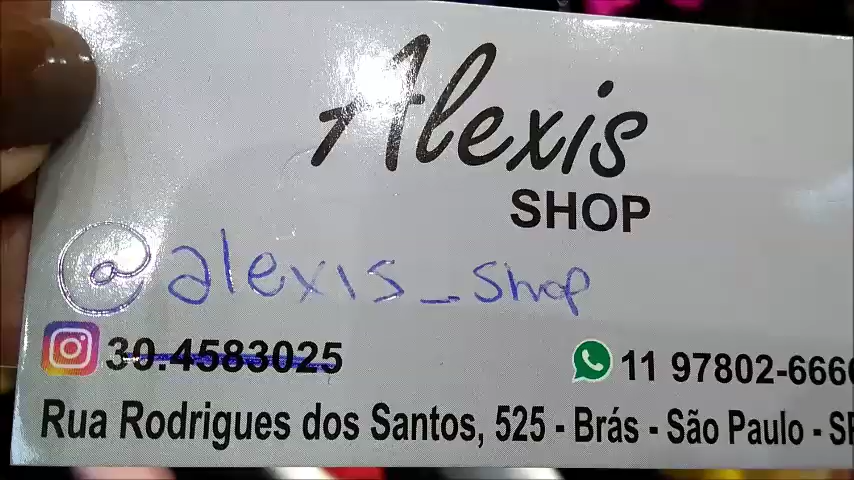 Alexis
SHOP
@alexis_shop
30.4583025
11 97802-666
Rua Rodrigues dos Santos, 525 - Brás - São Paulo - S